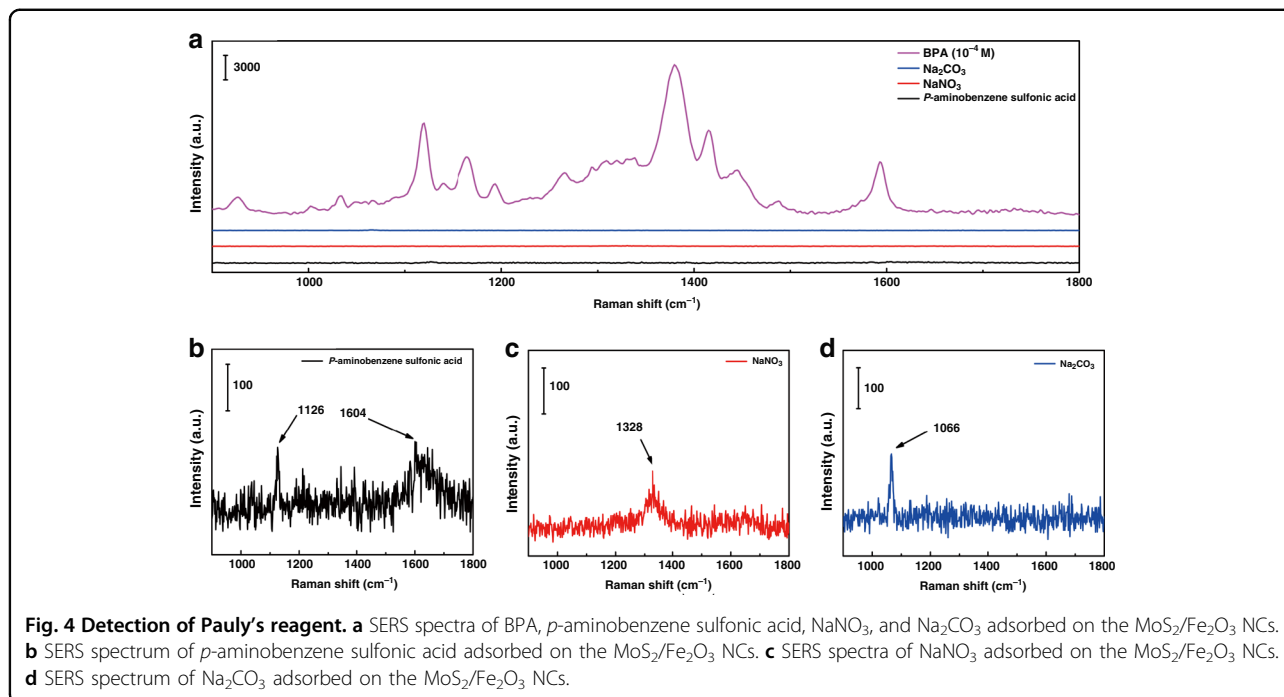 a
3000
BPA (10⁻⁴ M)
Na₂CO₃
NaNO₃
P-aminobenzene sulfonic acid
Intensity (a.u.)
1000 1200 1400 1600 1800
Raman shift (cm⁻¹)
b
P-aminobenzene sulfonic acid
100
1126 1604
Intensity (a.u.)
1000 1200 1400 1600 1800
Raman shift (cm⁻¹)
c
NaNO₃
100
1328
Intensity (a.u.)
1000 1200 1400 1600 1800
Raman shift (cm⁻¹)
d
Na₂CO₃
100
1066
Intensity (a.u.)
1000 1200 1400 1600 1800
Raman shift (cm⁻¹)
Fig. 4 Detection of Pauly's reagent. a SERS spectra of BPA, p-aminobenzene sulfonic acid, NaNO₃, and Na₂CO₃ adsorbed on the MoS₂/Fe₂O₃ NCs.
b SERS spectrum of p-aminobenzene sulfonic acid adsorbed on the MoS₂/Fe₂O₃ NCs. c SERS spectra of NaNO₃ adsorbed on the MoS₂/Fe₂O₃ NCs.
d SERS spectrum of Na₂CO₃ adsorbed on the MoS₂/Fe₂O₃ NCs.